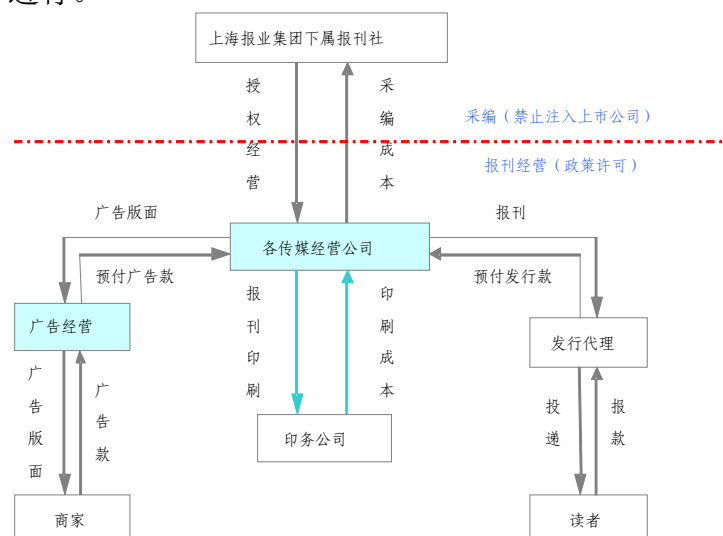 进行。
上海报业集团下属报刊社
授权经营
采编成本
采编（禁止注入上市公司）
报刊经营（政策许可）
广告版面
报刊
各传媒经营公司
预付广告款
预付发行款
报刊印刷
印刷成本
广告经营
发行代理
广告版面
广告款
投递
报款
印务公司
商家
读者